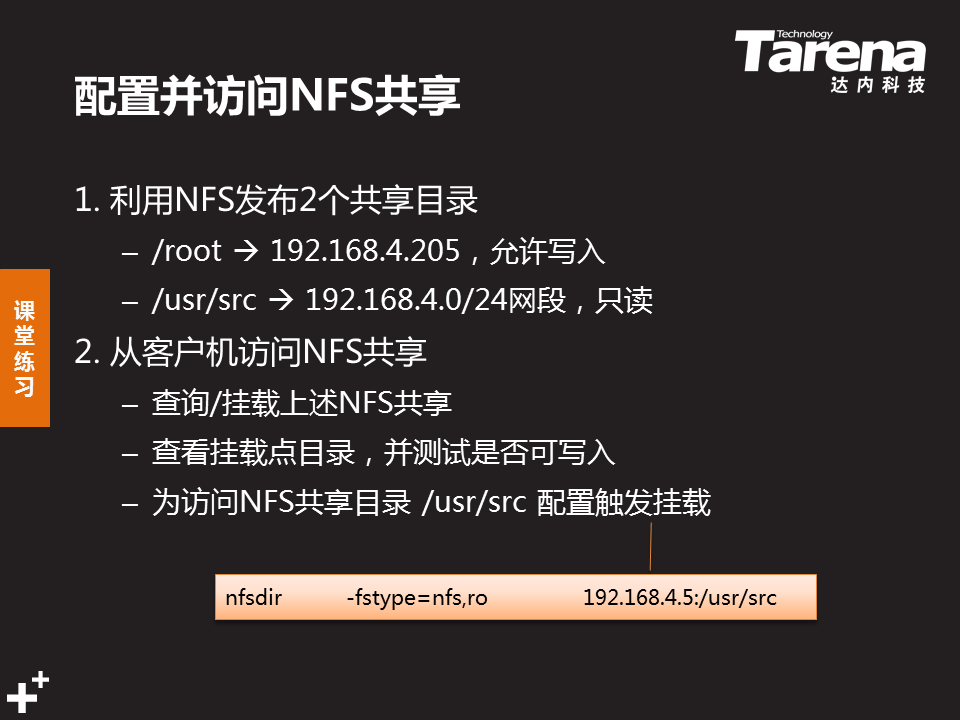 Technology
Tarena
达内科技
配置并访问NFS共享
1. 利用NFS发布2个共享目录
– /root → 192.168.4.205，允许写入
– /usr/src → 192.168.4.0/24网段，只读
2. 从客户机访问NFS共享
– 查询/挂载上述NFS共享
– 查看挂载点目录，并测试是否可写入
– 为访问NFS共享目录 /usr/src 配置触发挂载
nfsdir -fstype=nfs,ro 192.168.4.5:/usr/src
课堂练习